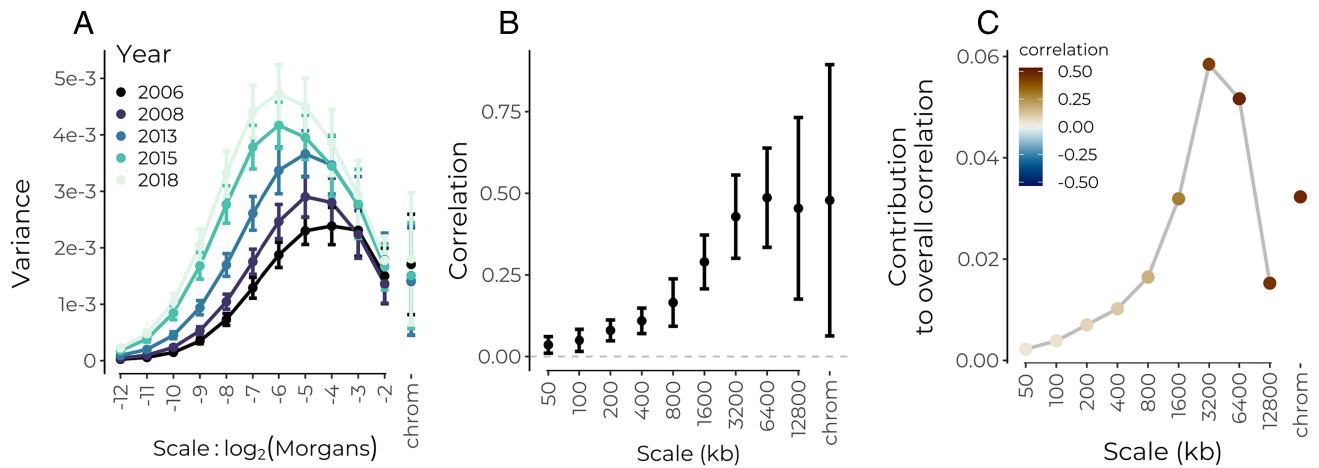 A
Year
2006
2008
2013
2015
2018
Variance
5e-3
4e-3
3e-3
2e-3
1e-3
0
-12
-11
-10
-9
-8
-7
-6
-5
-4
-3
-2
chrom
Scale : log2(Morgans)
B
Correlation
0.75
0.50
0.25
0.00
50
100
200
400
800
1600
3200
6400
12800
chrom
Scale (kb)
C
Contribution
to overall correlation
0.06
0.04
0.02
0.00
correlation
0.50
0.25
0.00
-0.25
-0.50
50
100
200
400
800
1600
3200
6400
12800
chrom
Scale (kb)